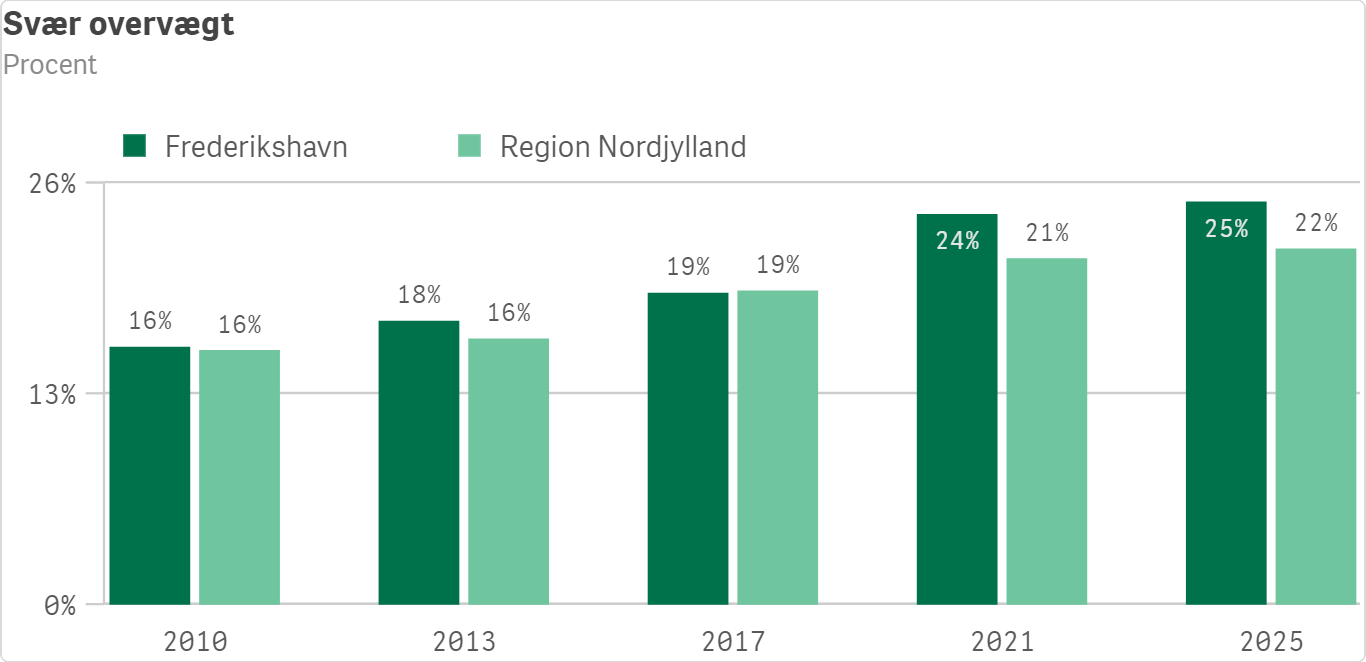 Svær overvægt
Procent
Frederikshavn Region Nordjylland
26%
13%
0%
16% 16% 18% 16% 19% 19% 24% 21% 25% 22%
2010 2013 2017 2021 2025